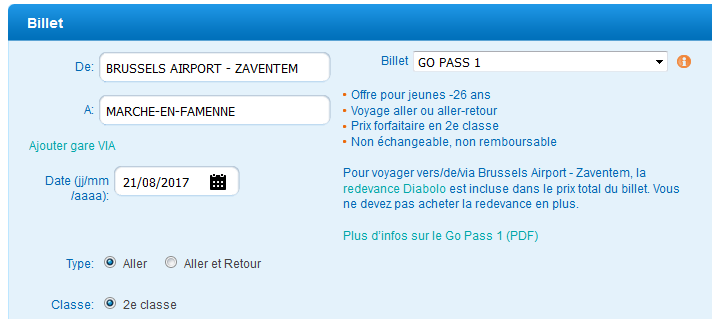 Billet
De: BRUSSELS AIRPORT - ZAVENTEM
A: MARCHE-EN-FAMENNE
Ajouter gare VIA
Date (jj/mm
/aaaa): 21/08/2017
Type: Aller Aller et Retour
Classe: 2e classe
Billet GO PASS 1
• Offre pour jeunes -26 ans
• Voyage aller ou aller-retour
• Prix forfaitaire en 2e classe
• Non échangeable, non remboursable
Pour voyager vers/de/via Brussels Airport - Zaventem, la
redevance Diabolo est incluse dans le prix total du billet. Vous
ne devez pas acheter la redevance en plus.
Plus d'infos sur le Go Pass 1 (PDF)